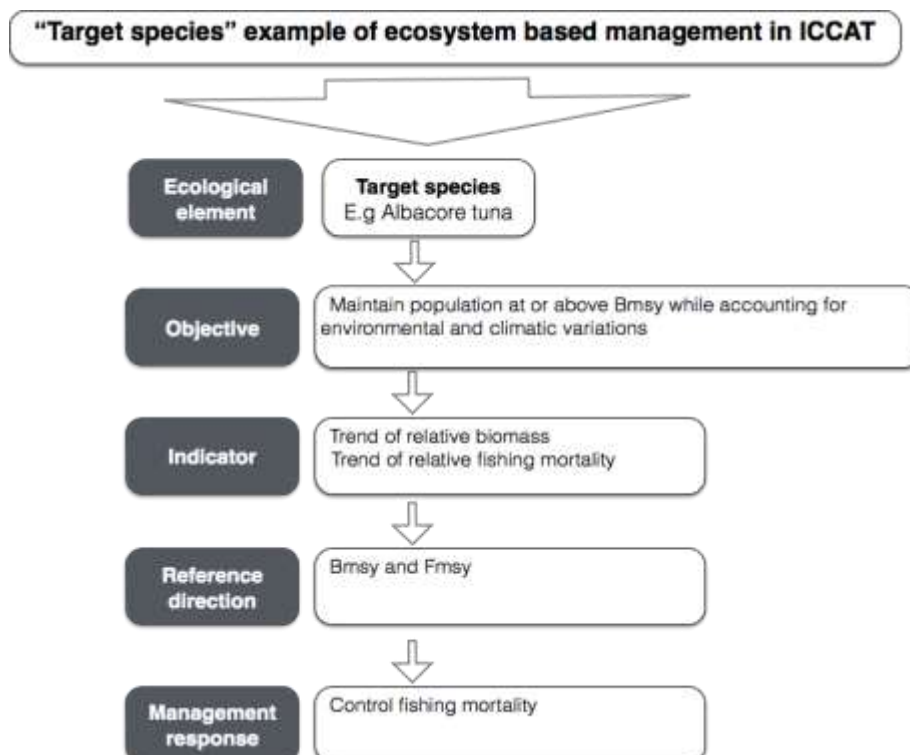 “Target species” example of ecosystem based management in ICCAT
Ecological
element
Target species
E.g Albacore tuna
Objective
Maintain population at or above Bmsy while accounting for
environmental and climatic variations
Indicator
Trend of relative biomass
Trend of relative fishing mortality
Reference
direction
Bmsy and Fmsy
Management
response
Control fishing mortality